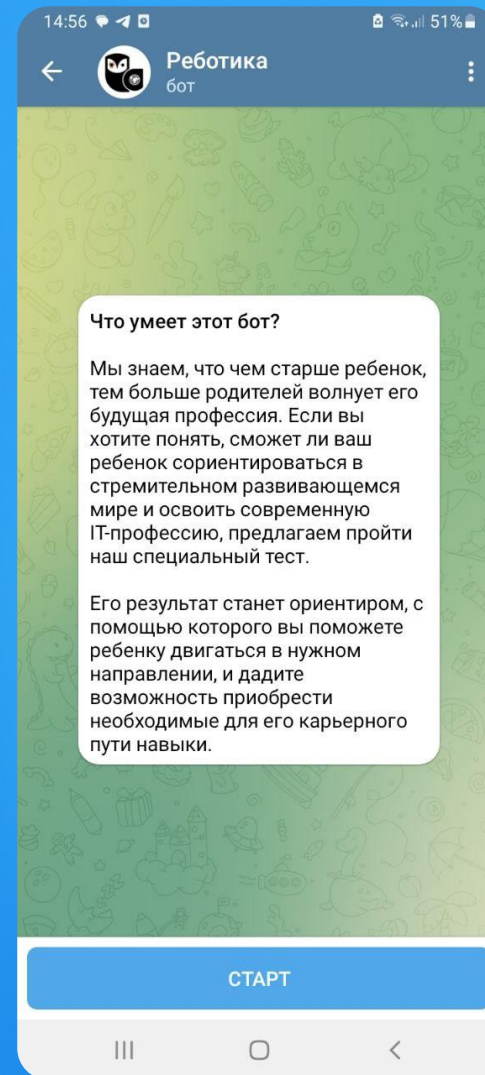 14:56
51%
Реботика
бот
Что умеет этот бот?
Мы знаем, что чем старше ребенок,
тем больше родителей волнует его
будущая профессия. Если вы
хотите понять, сможет ли ваш
ребенок сориентироваться в
стремительном развивающемся
мире и освоить современную
IT-профессию, предлагаем пройти
наш специальный тест.
Его результат станет ориентиром, с
помощью которого вы поможете
ребенку двигаться в нужном
направлении, и дадите
возможность приобрести
необходимые для его карьерного
пути навыки.
СТАРТ